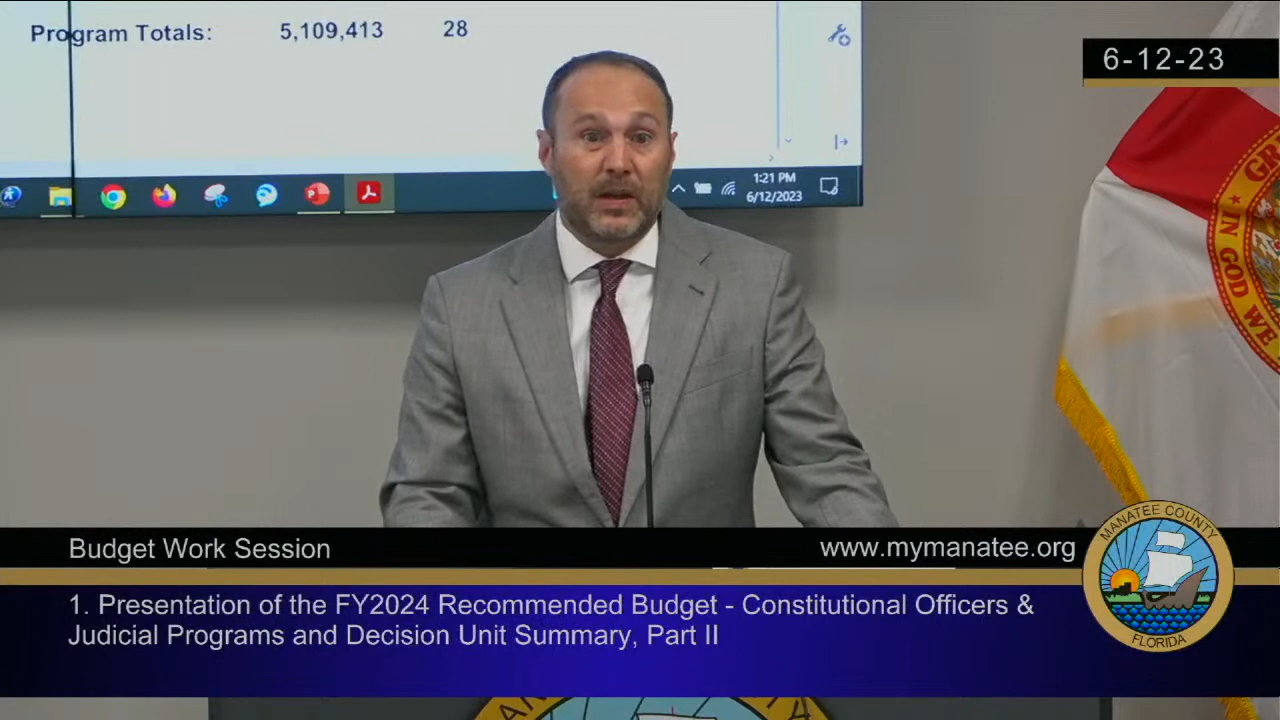 Program Totals: 5,109,413 28
6-12-23
1:21 PM
6/12/2023
GR
IN GOD WE
Budget Work Session
www.mymanatee.org
1. Presentation of the FY2024 Recommended Budget - Constitutional Officers &
Judicial Programs and Decision Unit Summary, Part II
MANATEE COUNTY
FLORIDA